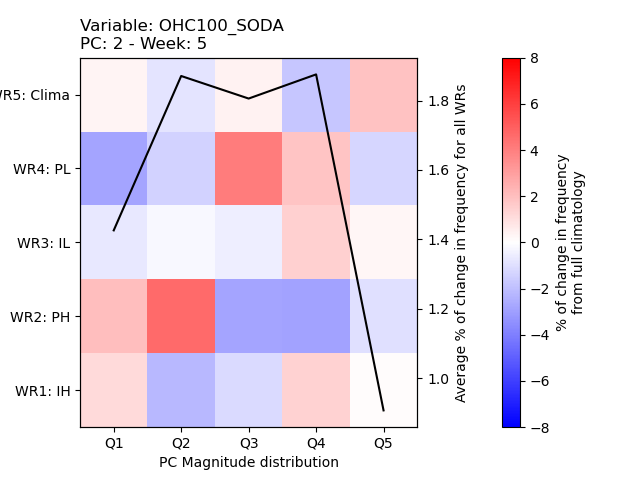 Variable: OHC100_SODA
PC: 2 - Week: 5
WR5: Clima
WR4: PL
WR3: IL
WR2: PH
WR1: IH
Q1 Q2 Q3 Q4 Q5
PC Magnitude distribution
1.8
1.6
1.4
1.2
1.0
Average % of change in frequency for all WRs
8
6
4
2
0
−2
−4
−6
−8
% of change in frequency
from full climatology